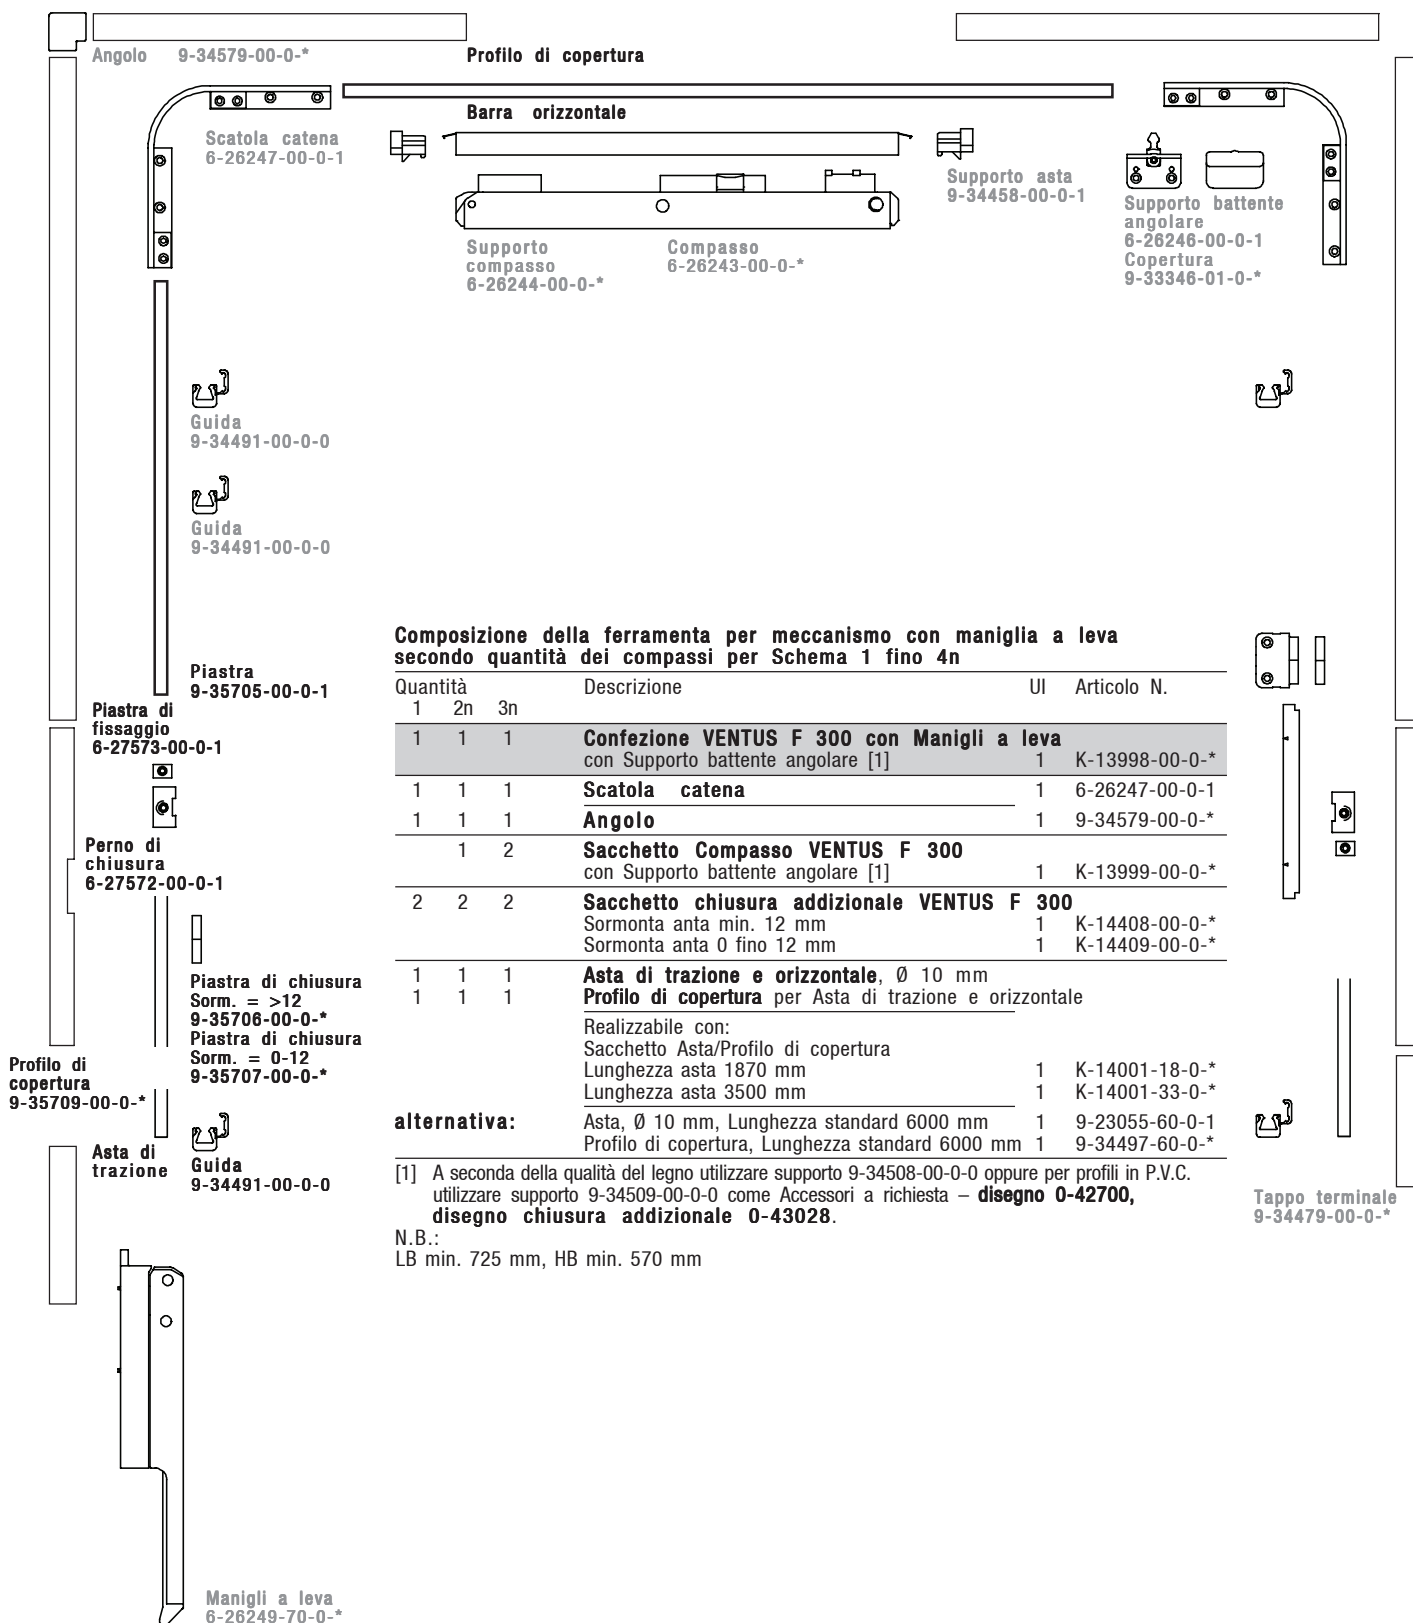 Angolo 9-34579-00-0-*
Profilo di copertura
Barra orizzontale
Scatola catena
6-26247-00-0-1
Supporto asta
9-34458-00-0-1
Supporto battente
angolare
6-26246-00-0-1
Copertura
9-33346-01-0-*
Supporto
compasso
6-26244-00-0-*
Compasso
6-26243-00-0-*
Guida
9-34491-00-0-0
Guida
9-34491-00-0-0
Piastra
9-35705-00-0-1
Piastra di
fissaggio
6-27573-00-0-1
Perno di
chiusura
6-27572-00-0-1
Piastra di chiusura
Sorm. = >12
9-35706-00-0-*
Piastra di chiusura
Sorm. = 0-12
9-35707-00-0-*
Profilo di
copertura
9-35709-00-0-*
Asta di
trazione
Guida
9-34491-00-0-0
Composizione della ferramenta per meccanismo con maniglia a leva
secondo quantità dei compassi per Schema 1 fino 4n
Quantità Descrizione UI Articolo N.
1 2n 3n
1 1 1 Confezione VENTUS F 300 con Manigli a leva
con Supporto battente angolare [1] 1 K-13998-00-0-*
1 1 1 Scatola catena 1 6-26247-00-0-1
1 1 1 Angolo 1 9-34579-00-0-*
1 2 Sacchetto Compasso VENTUS F 300
con Supporto battente angolare [1] 1 K-13999-00-0-*
2 2 2 Sacchetto chiusura addizionale VENTUS F 300
Sormonta anta min. 12 mm 1 K-14408-00-0-*
Sormonta anta 0 fino 12 mm 1 K-14409-00-0-*
1 1 1 Asta di trazione e orizzontale, Ø 10 mm
1 1 1 Profilo di copertura per Asta di trazione e orizzontale
Realizzabile con:
Sacchetto Asta/Profilo di copertura
Lunghezza asta 1870 mm 1 K-14001-18-0-*
Lunghezza asta 3500 mm 1 K-14001-33-0-*
alternativa: Asta, Ø 10 mm, Lunghezza standard 6000 mm 1 9-23055-60-0-1
Profilo di copertura, Lunghezza standard 6000 mm 1 9-34497-60-0-*
[1] A seconda della qualità del legno utilizzare supporto 9-34508-00-0-0 oppure per profili in P.V.C.
utilizzare supporto 9-34509-00-0-0 come Accessori a richiesta – disegno 0-42700,
disegno chiusura addizionale 0-43028.
N.B.:
LB min. 725 mm, HB min. 570 mm
Tappo terminale
9-34479-00-0-*
Manigli a leva
6-26249-70-0-*